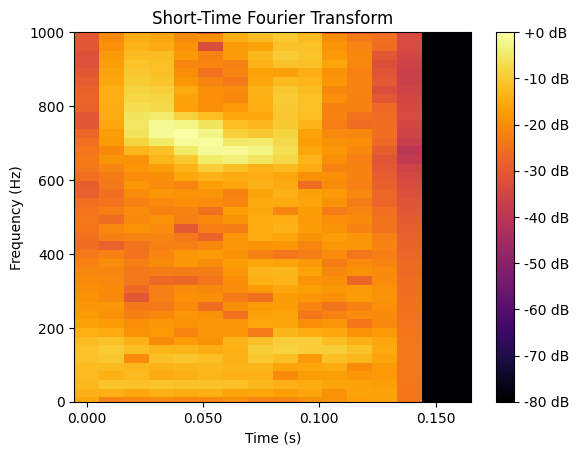 Short-Time Fourier Transform
1000
800
600
400
200
0
Frequency (Hz)
0.000
0.050
0.100
0.150
Time (s)
+0 dB
-10 dB
-20 dB
-30 dB
-40 dB
-50 dB
-60 dB
-70 dB
-80 dB